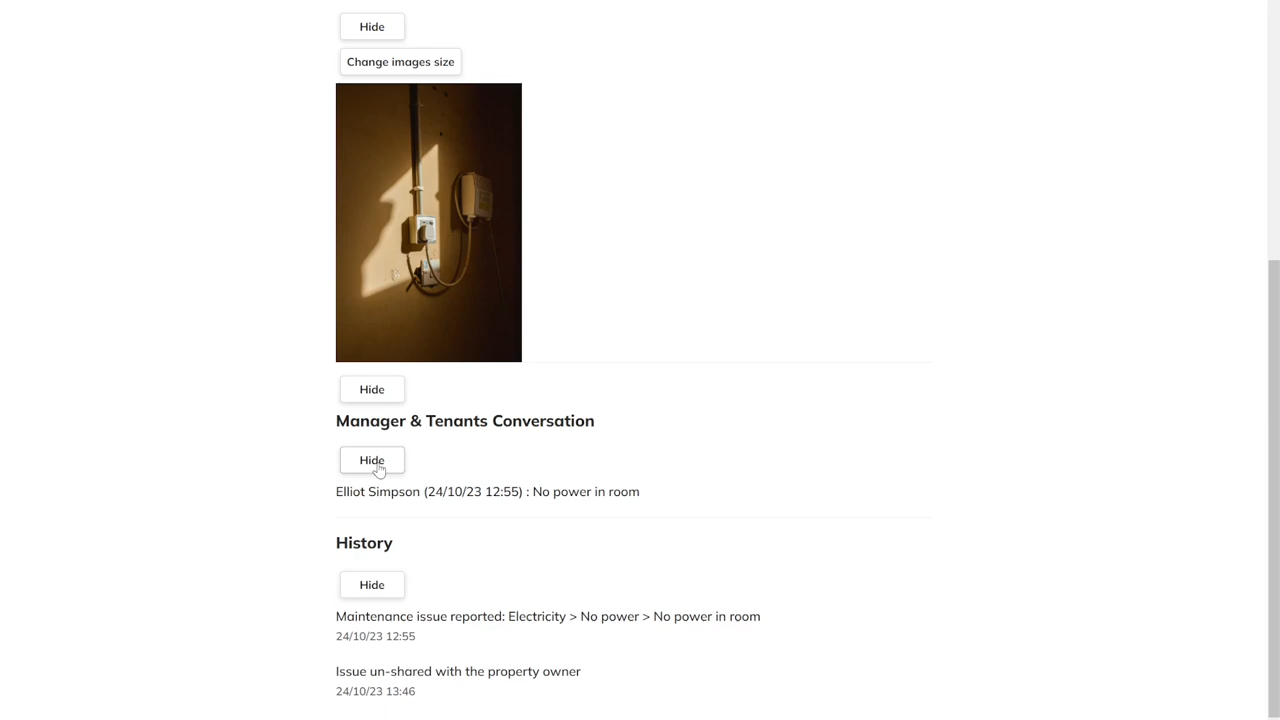 Hide
Change images size
Hide
Manager & Tenants Conversation
Hide
Elliot Simpson (24/10/23 12:55) : No power in room
History
Hide
Maintenance issue reported: Electricity > No power > No power in room
24/10/23 12:55
Issue un-shared with the property owner
24/10/23 13:46